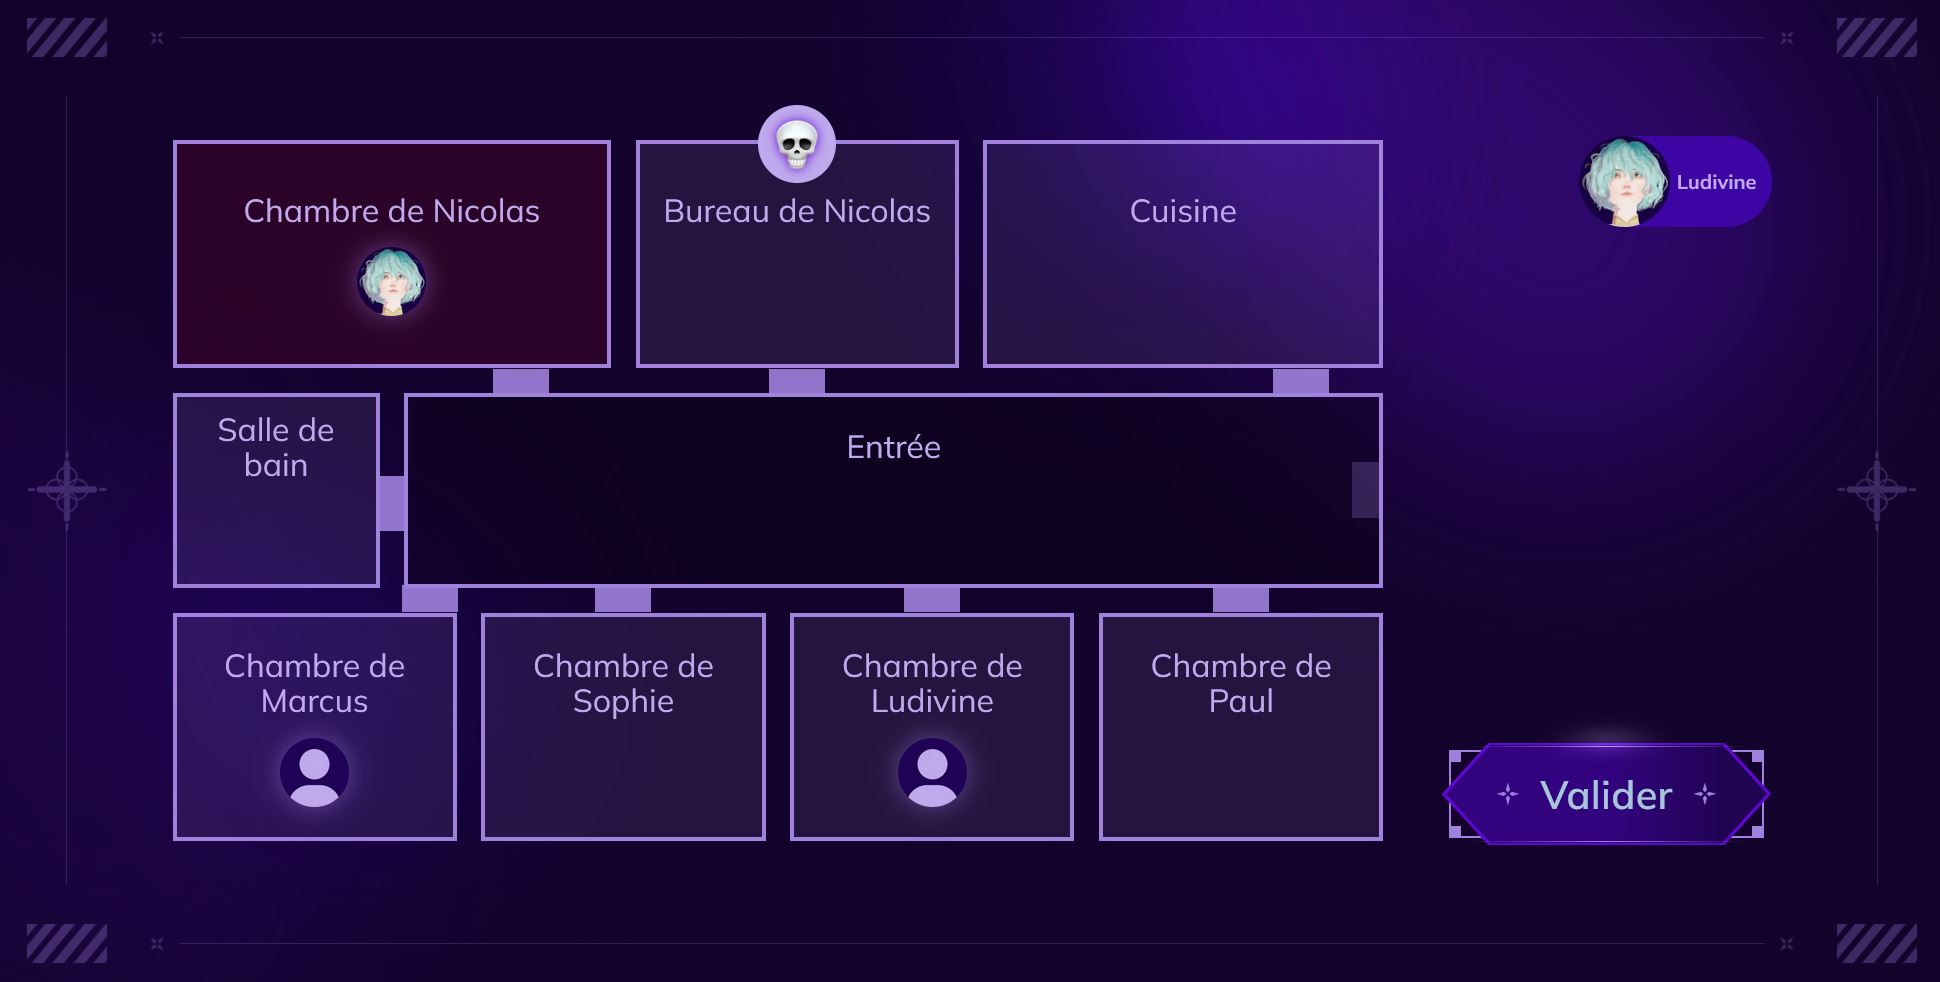 Chambre de Nicolas
Bureau de Nicolas
Cuisine
Ludivine
Salle de
bain
Entrée
Chambre de
Marcus
Chambre de
Sophie
Chambre de
Ludivine
Chambre de
Paul
Valider